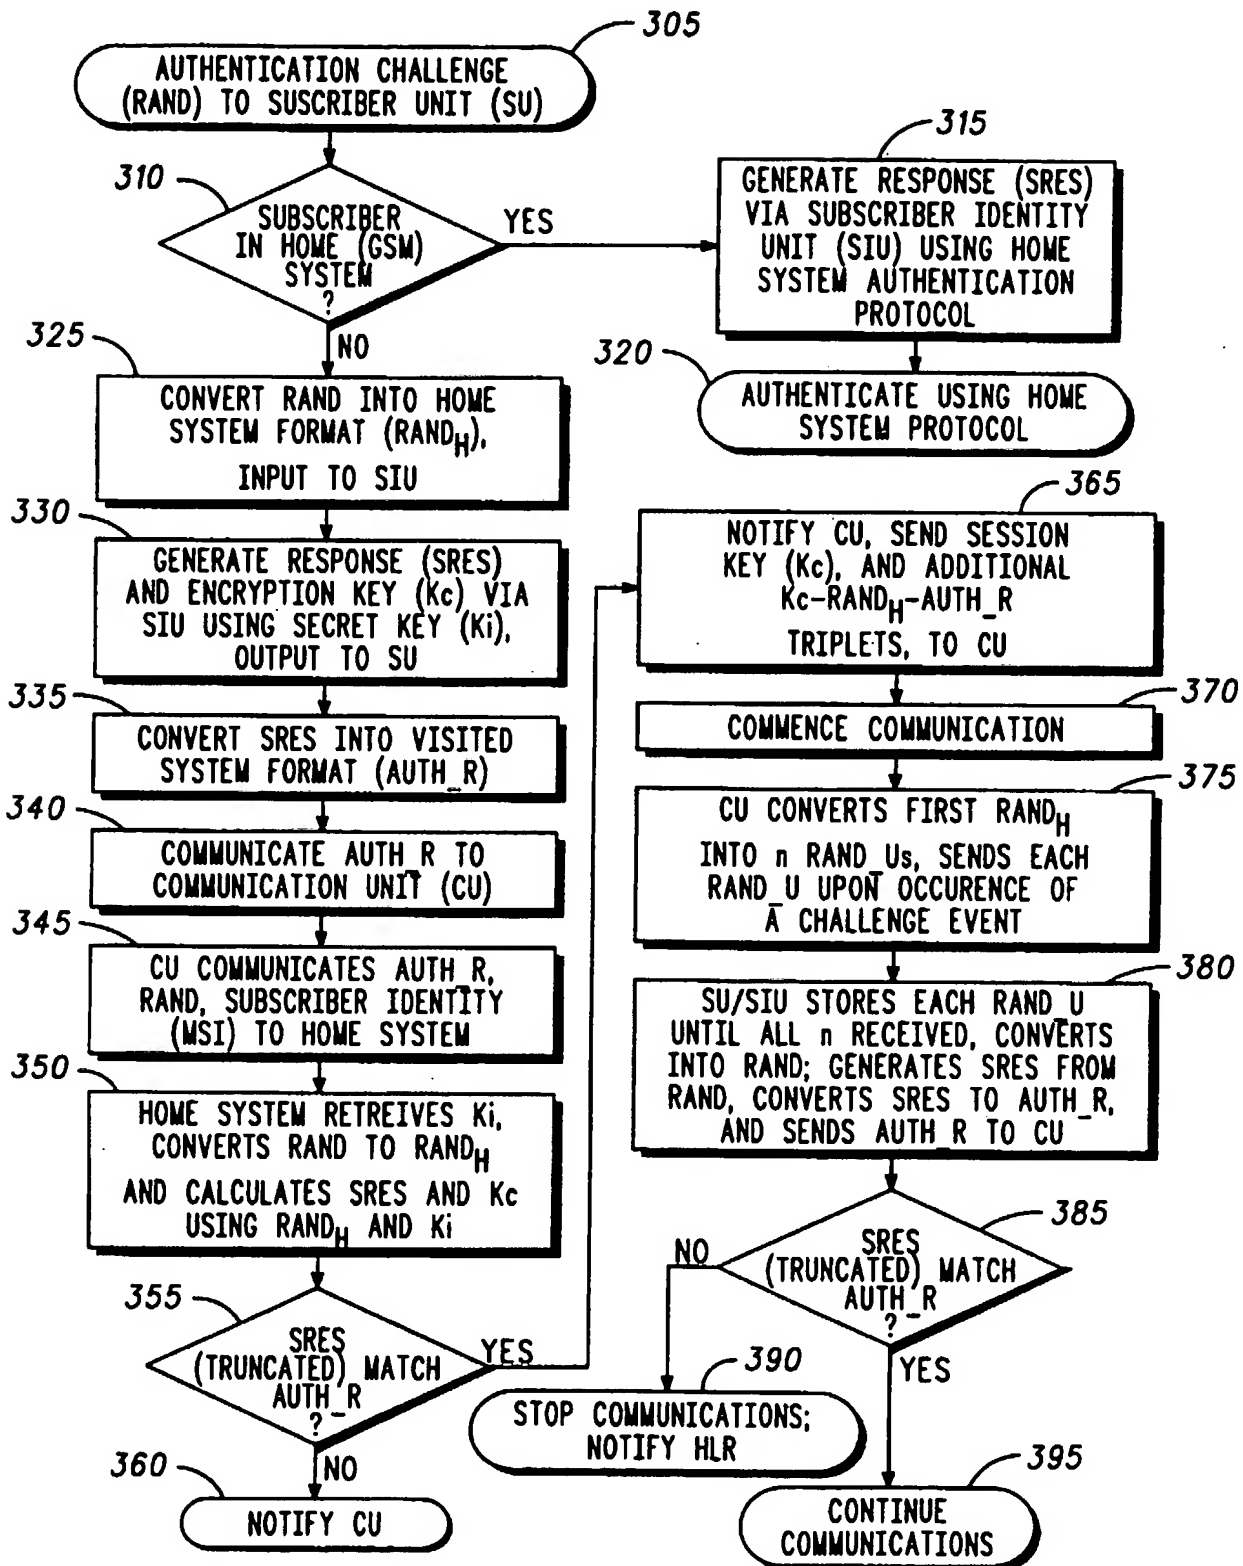 305
AUTHENTICATION CHALLENGE
(RAND) TO SUSCRIBER UNIT (SU)
310
SUBSCRIBER
IN HOME (GSM)
SYSTEM
?
YES
NO
315
GENERATE RESPONSE (SRES)
VIA SUBSCRIBER IDENTITY
UNIT (SIU) USING HOME
SYSTEM AUTHENTICATION
PROTOCOL
320
AUTHENTICATE USING HOME
SYSTEM PROTOCOL
325
CONVERT RAND INTO HOME
SYSTEM FORMAT (RANDH),
INPUT TO SIU
330
GENERATE RESPONSE (SRES)
AND ENCRYPTION KEY (Kc) VIA
SIU USING SECRET KEY (Ki),
OUTPUT TO SU
335
CONVERT SRES INTO VISITED
SYSTEM FORMAT (AUTH_R)
340
COMMUNICATE AUTH_R TO
COMMUNICATION UNIT (CU)
345
CU COMMUNICATES AUTH_R,
RAND, SUBSCRIBER IDENTITY
(MSI) TO HOME SYSTEM
350
HOME SYSTEM RETREIVES Ki,
CONVERTS RAND TO RANDH
AND CALCULATES SRES AND Kc
USING RANDH AND Ki
355
SRES
(TRUNCATED) MATCH
AUTH_R
?
YES
NO
360
NOTIFY CU
365
NOTIFY CU, SEND SESSION
KEY (Kc), AND ADDITIONAL
Kc-RANDH-AUTH_R
TRIPLETS, TO CU
370
COMMENCE COMMUNICATION
375
CU CONVERTS FIRST RANDH
INTO n RAND_Us, SENDS EACH
RAND_U UPON OCCURENCE OF
A CHALLENGE EVENT
380
SU/SIU STORES EACH RAND_U
UNTIL ALL n RECEIVED, CONVERTS
INTO RAND; GENERATES SRES FROM
RAND, CONVERTS SRES TO AUTH_R,
AND SENDS AUTH_R TO CU
385
SRES
(TRUNCATED) MATCH
AUTH_R
?
NO
YES
390
STOP COMMUNICATIONS;
NOTIFY HLR
395
CONTINUE
COMMUNICATIONS